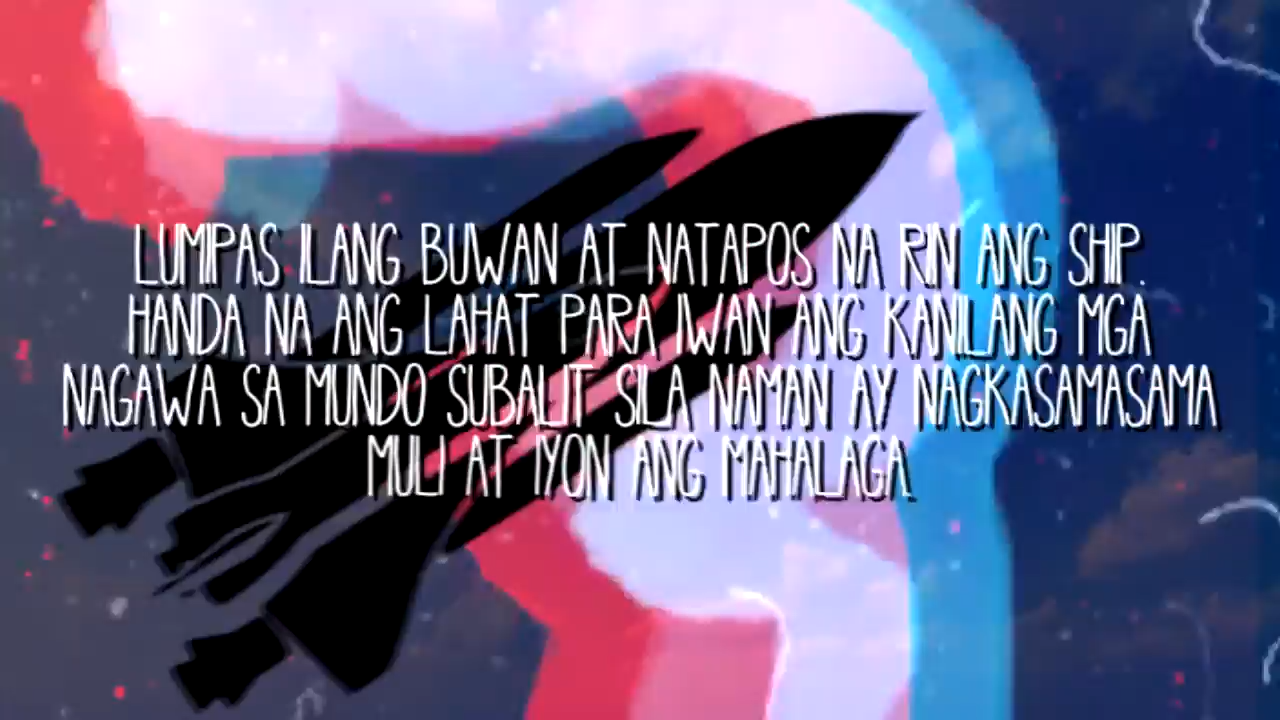 LUMIPAS ILANG BUWAN AT NATAPOS NA RIN ANG SHIP.
HANDA NA ANG LAHAT PARA IWAN ANG KANILANG MGA
NAGAWA SA MUNDO SUBALIT SILA NAMAN AY NAGKASAMASAMA
MULI AT IYON ANG MAHALAGA.